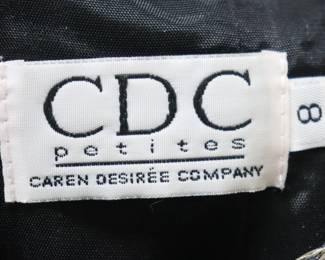 CDC
petites
CAREN DESIRÉE COMPANY
8